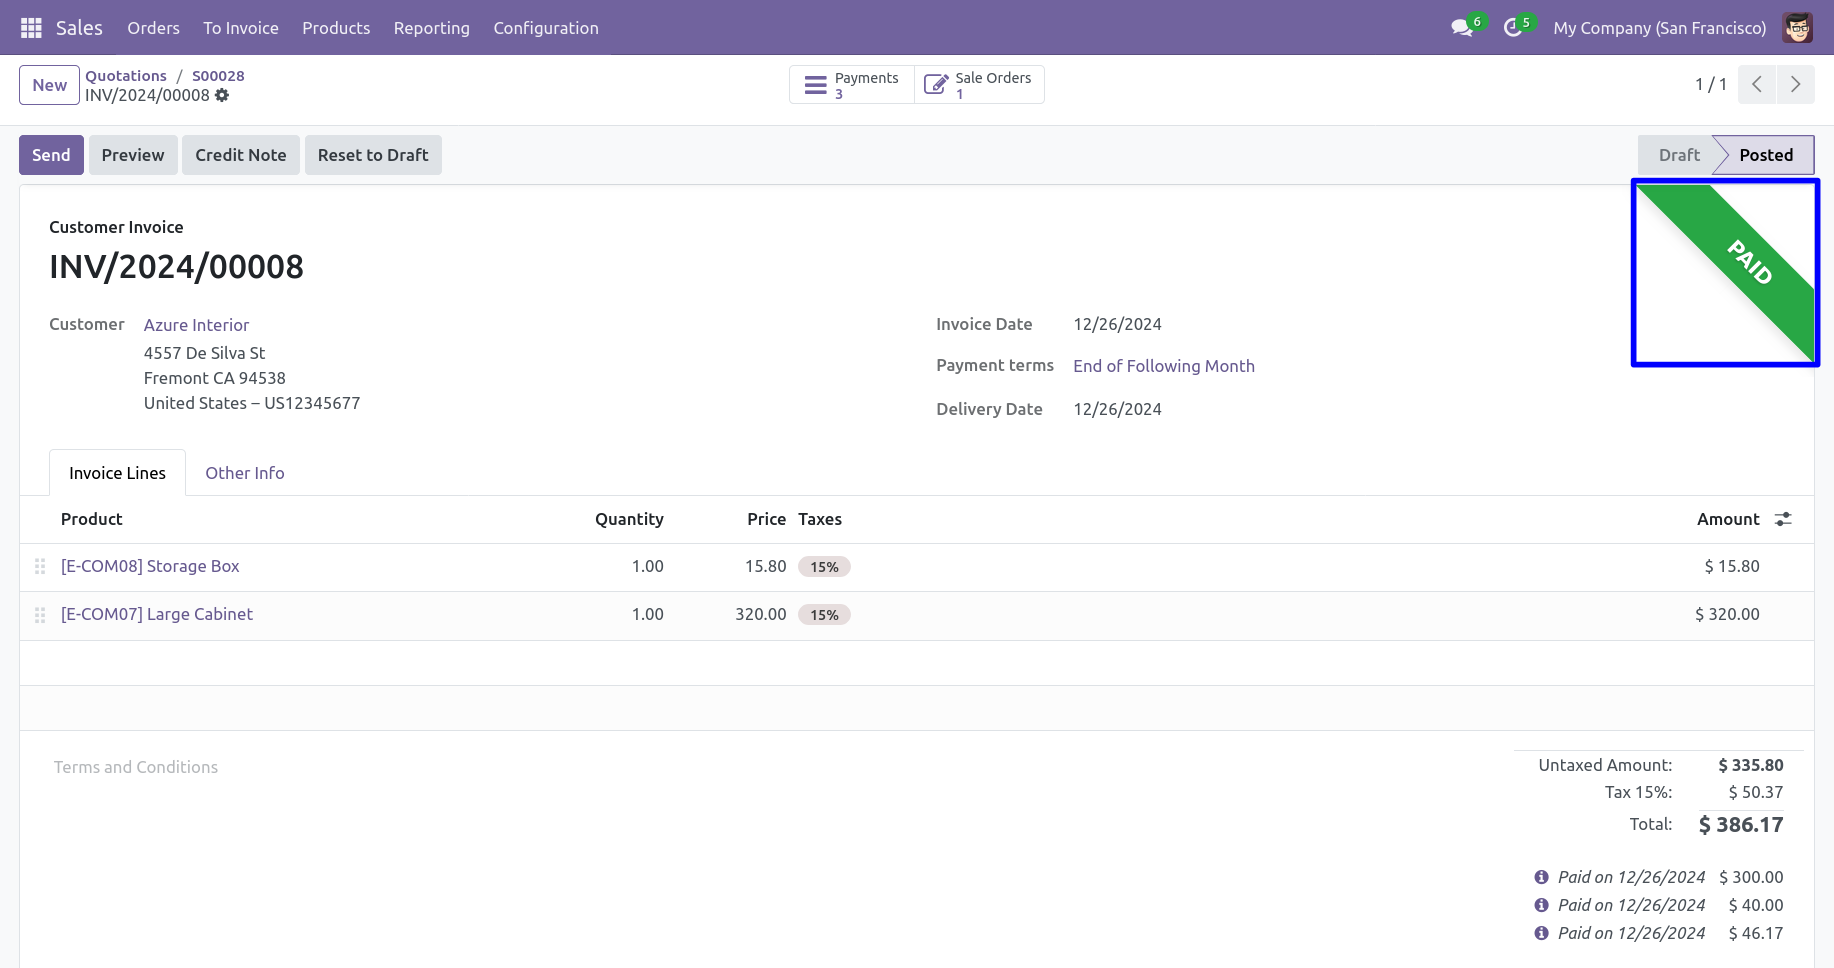 Sales Orders To Invoice Products Reporting Configuration 6 5 My Company (San Francisco)
New Quotations / S00028 Payments Sale Orders
INV/2024/00008 3 1 1 / 1
Send Preview Credit Note Reset to Draft Draft Posted
Customer Invoice
INV/2024/00008
PAID
Customer Azure Interior Invoice Date 12/26/2024
4557 De Silva St
Fremont CA 94538 Payment terms End of Following Month
United States – US12345677 Delivery Date 12/26/2024
Invoice Lines Other Info
Product Quantity Price Taxes Amount
[E-COM08] Storage Box 1.00 15.80 15% $ 15.80
[E-COM07] Large Cabinet 1.00 320.00 15% $ 320.00
Terms and Conditions Untaxed Amount: $ 335.80
Tax 15%: $ 50.37
Total: $ 386.17
Paid on 12/26/2024 $ 300.00
Paid on 12/26/2024 $ 40.00
Paid on 12/26/2024 $ 46.17